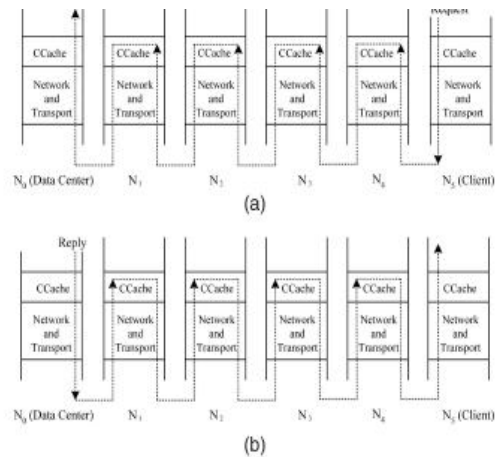 Request
CCache CCache CCache CCache CCache CCache
Network Network Network Network Network Network
and and and and and and
Transport Transport Transport Transport Transport Transport
N0 (Data Center) N1 N2 N3 N4 N5 (Client)
(a)
Reply
CCache CCache CCache CCache CCache CCache
Network Network Network Network Network Network
and and and and and and
Transport Transport Transport Transport Transport Transport
N0 (Data Center) N1 N2 N3 N4 N5 (Client)
(b)